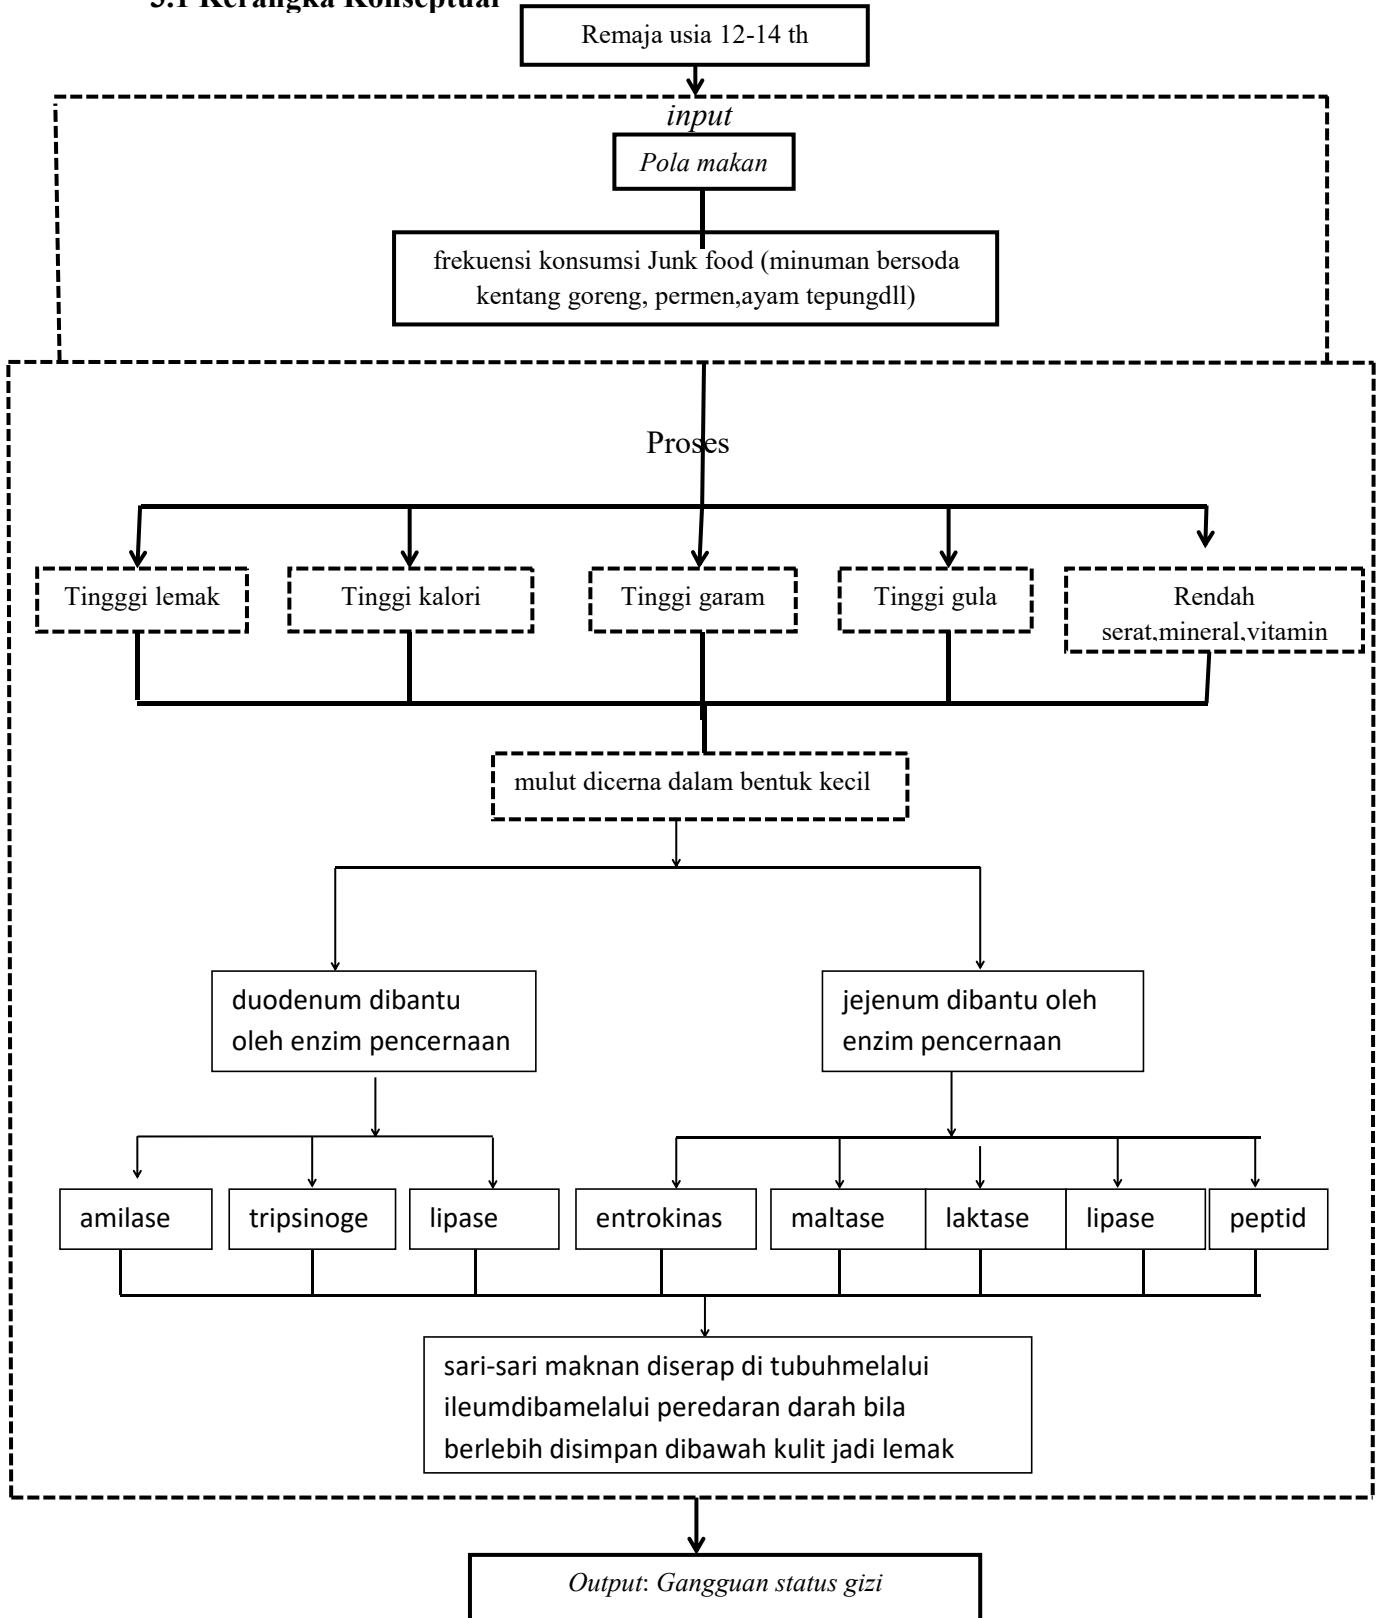 3.1 Kerangka Konseptual
Remaja usia 12-14 th
input
Pola makan
frekuensi konsumsi Junk food (minuman bersoda
kentang goreng, permen,ayam tepungdll)
Proses
Tingggi lemak
Tinggi kalori
Tinggi garam
Tinggi gula
Rendah
serat,mineral,vitamin
mulut dicerna dalam bentuk kecil
duodenum dibantu
oleh enzim pencernaan
jejenum dibantu oleh
enzim pencernaan
amilase
tripsinoge
lipase
entrokinas
maltase
laktase
lipase
peptid
sari-sari maknan diserap di tubuhmelalui
ileumdibamelalui peredaran darah bila
berlebih disimpan dibawah kulit jadi lemak
Output: Gangguan status gizi